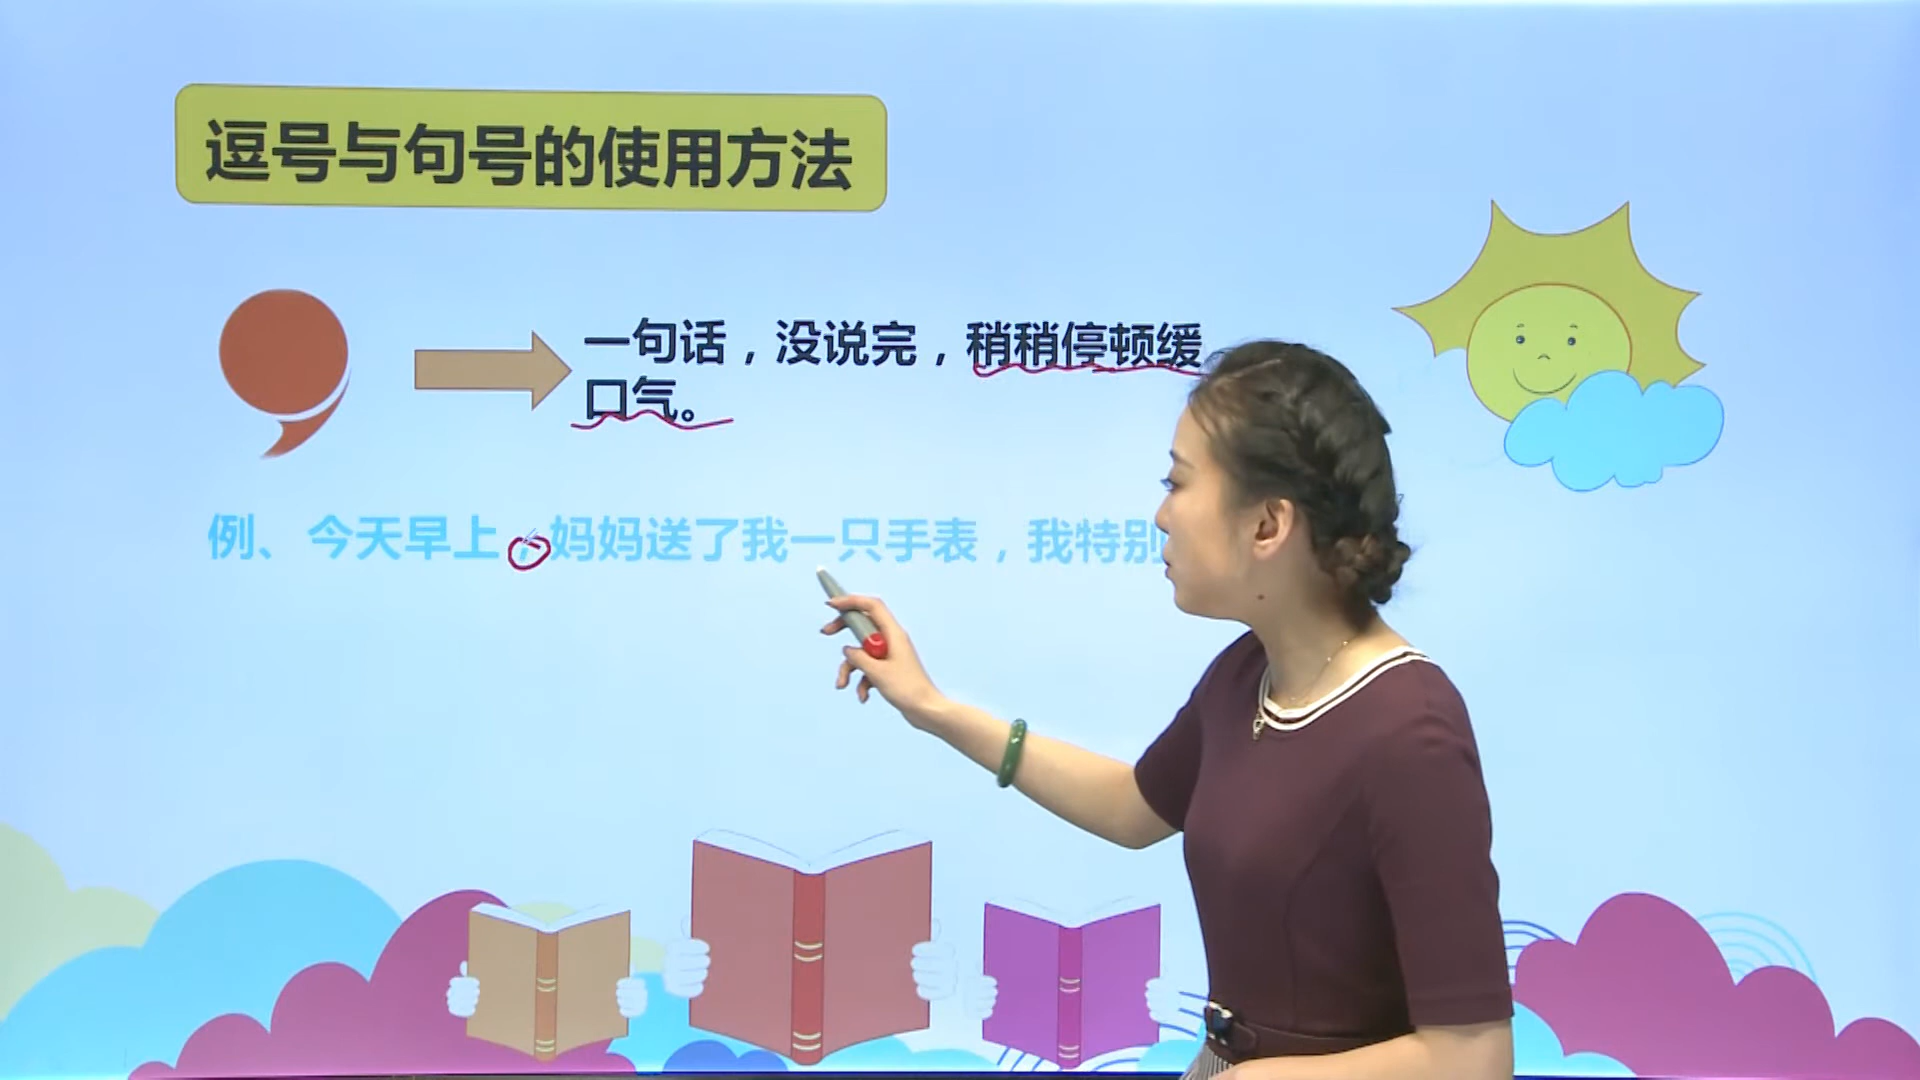 逗号与句号的使用方法
一句话，没说完，稍稍停顿缓
口气。
例、今天早上，妈妈送了我一只手表，我特别